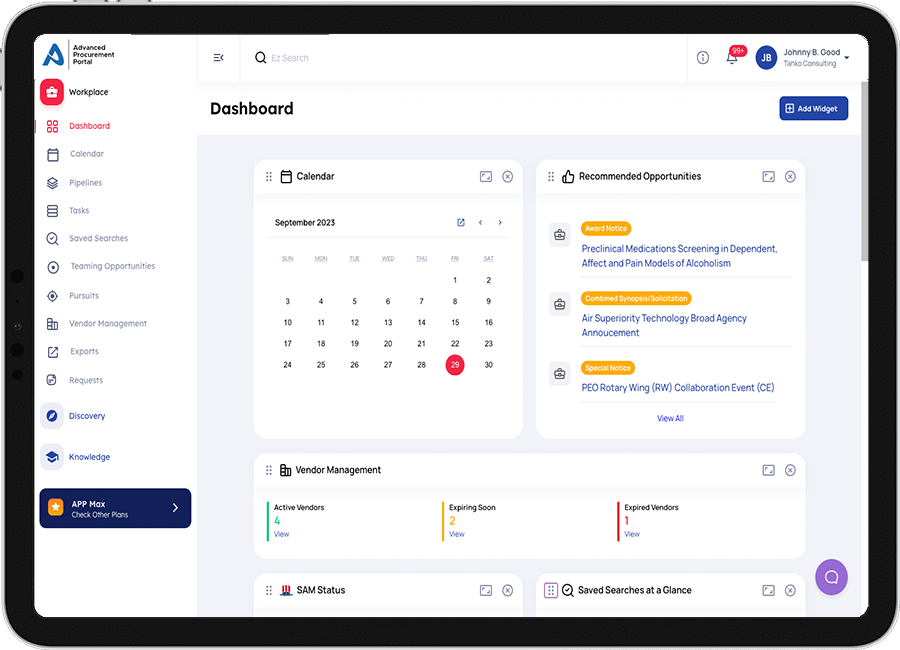 Advanced
Procurement
Portal
Workplace
Dashboard
Calendar
Pipelines
Tasks
Saved Searches
Teaming Opportunities
Pursuits
Vendor Management
Exports
Requests
Discovery
Knowledge
APP Max
Check Other Plans
Ez Search
99+
JB
Johnny B. Good
Tahko Consulting
Dashboard
Add Widget
Calendar
September 2023
SUN MON TUE WED THU FRI SAT
1 2
3 4 5 6 7 8 9
10 11 12 13 14 15 16
17 18 19 20 21 22 23
24 25 26 27 28 29 30
Recommended Opportunities
Award Notice
Preclinical Medications Screening in Dependent,
Affect and Pain Models of Alcoholism
Combined Synopsis/Solicitation
Air Superiority Technology Broad Agency
Annoucement
Special Notice
PEO Rotary Wing (RW) Collaboration Event (CE)
View All
Vendor Management
Active Vendors
4
View
Expiring Soon
2
View
Expired Vendors
1
View
SAM Status
Saved Searches at a Glance